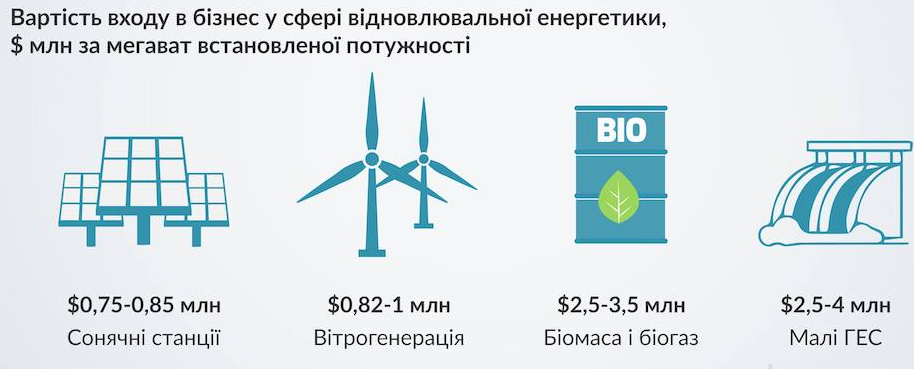 Вартість входу в бізнес у сфері відновлювальної енергетики,
$ млн за мегават встановленої потужності
BIO
$0,75-0,85 млн
Сонячні станції
$0,82-1 млн
Вітрогенерація
$2,5-3,5 млн
Біомаса і біогаз
$2,5-4 млн
Малі ГЕС